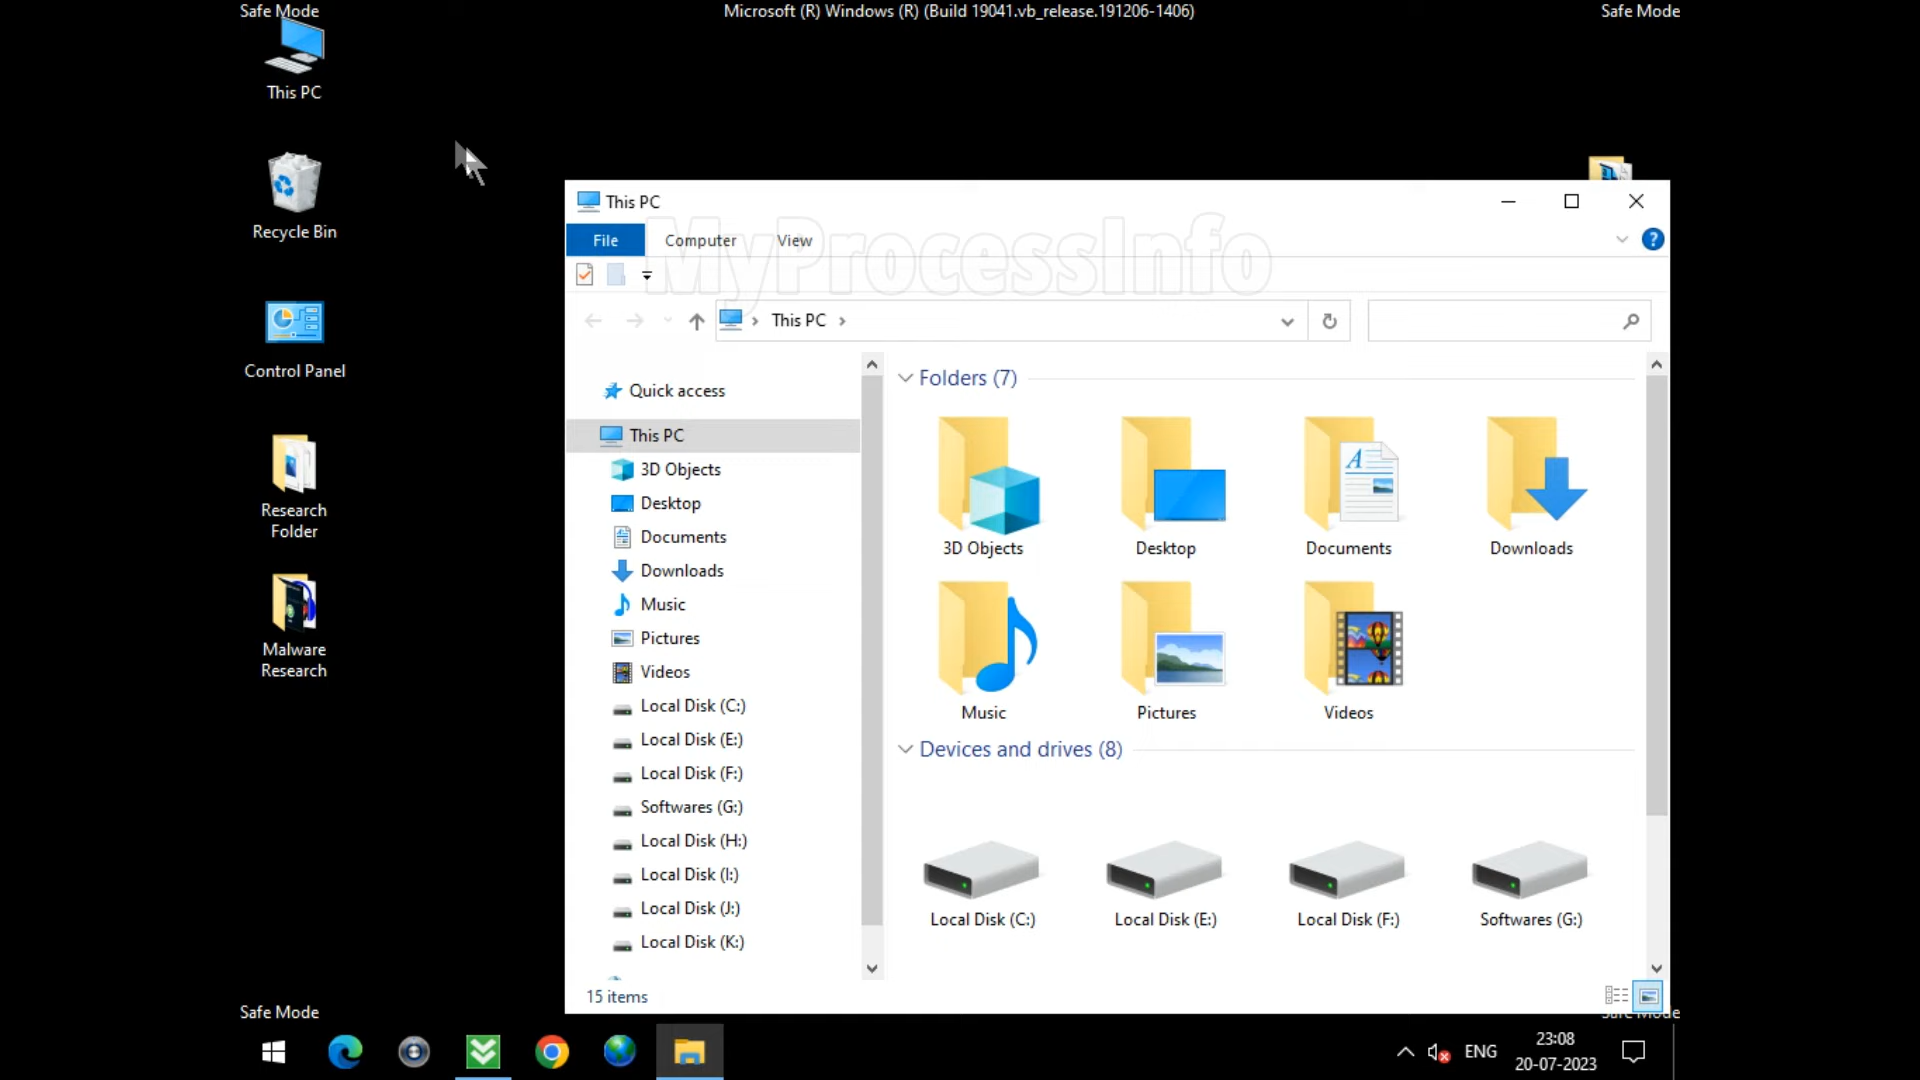 Safe Mode
Microsoft (R) Windows (R) (Build 19041.vb_release.191206-1406)
Safe Mode
This PC
Recycle Bin
Control Panel
Research
Folder
Malware
Research
This PC
MyProcessInfo
File
Computer
View
?
This PC
Quick access
This PC
3D Objects
Desktop
Documents
Downloads
Music
Pictures
Videos
Local Disk (C:)
Local Disk (E:)
Local Disk (F:)
Softwares (G:)
Local Disk (H:)
Local Disk (I:)
Local Disk (J:)
Local Disk (K:)
Folders (7)
3D Objects
Desktop
Documents
Downloads
Music
Pictures
Videos
Devices and drives (8)
Local Disk (C:)
Local Disk (E:)
Local Disk (F:)
Softwares (G:)
15 items
Safe Mode
Safe Mode
ENG
23:08
20-07-2023